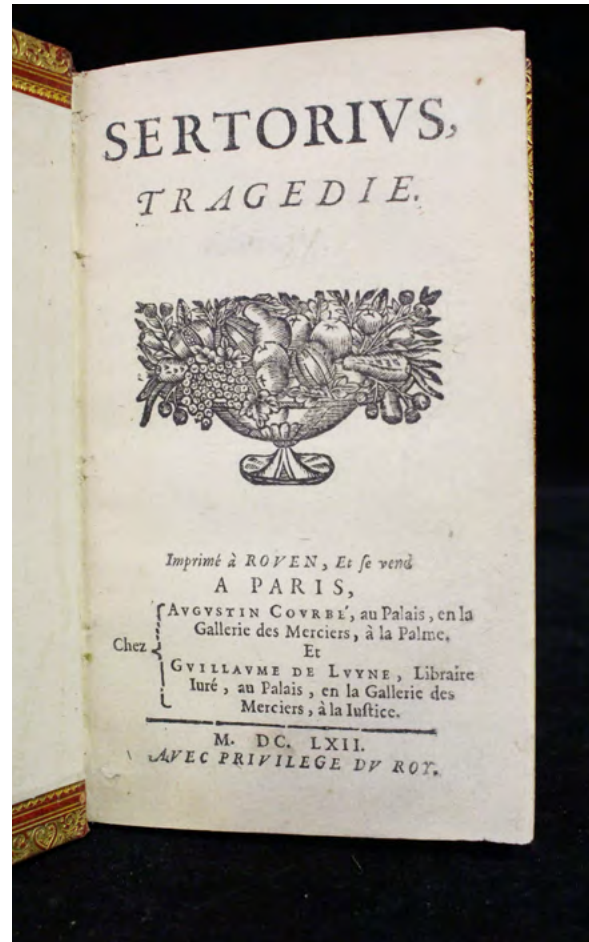 SERTORIVS,
TRAGEDIE.
Imprimé à ROVEN, Et ſe vend
A PARIS,
AVGVSTIN COVRBE', au Palais, en la
Gallerie des Merciers, à la Palme.
Chez
Et
GVILLAVME DE LVYNE, Libraire
Iuré, au Palais, en la Gallerie des
Merciers, à la Iuſtice.
M. DC. LXII.
AVEC PRIVILEGE DV ROY.